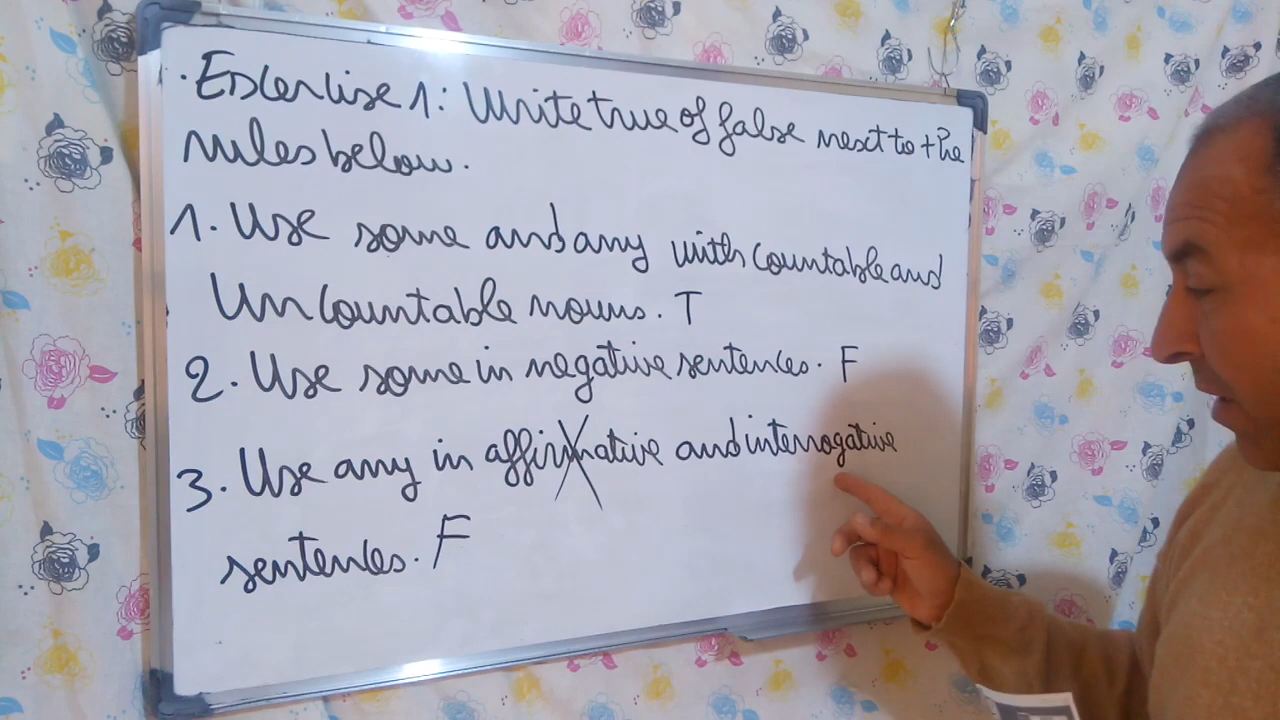 . Exercise 1: Write true of false next to the
rules below.
1. Use some and any with countable and
Uncountable nouns. T
2. Use some in negative sentences. F
3. Use any in affirmative and interrogative
sentences. F